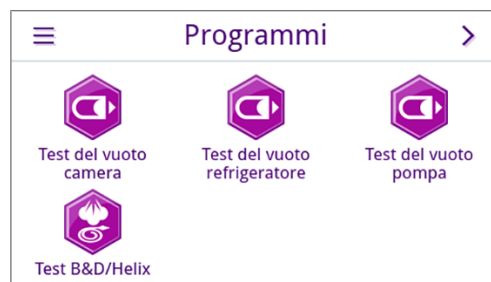 Programmi
Test del vuoto
camera
Test del vuoto
refrigeratore
Test del vuoto
pompa
Test B&D/Helix